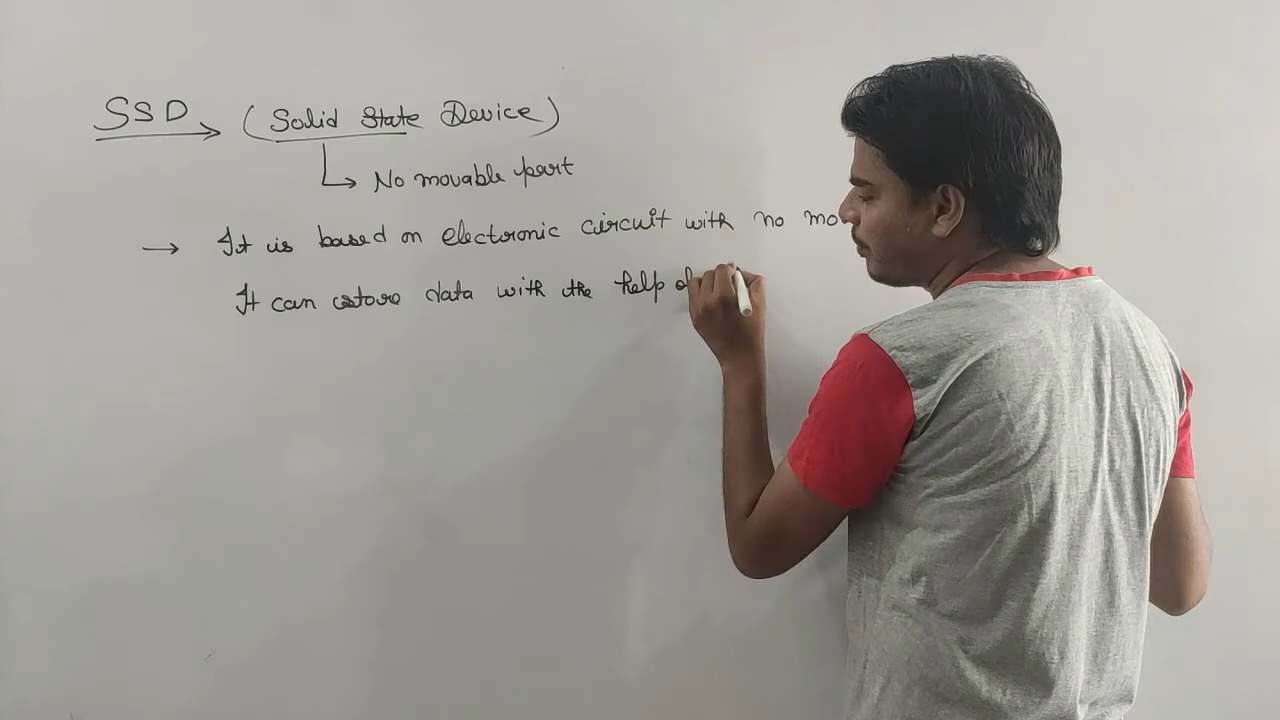 SSD → (Solid State Device)
↳ No movable part
→ It is based on electronic circuit with no mo
It can store data with the help of